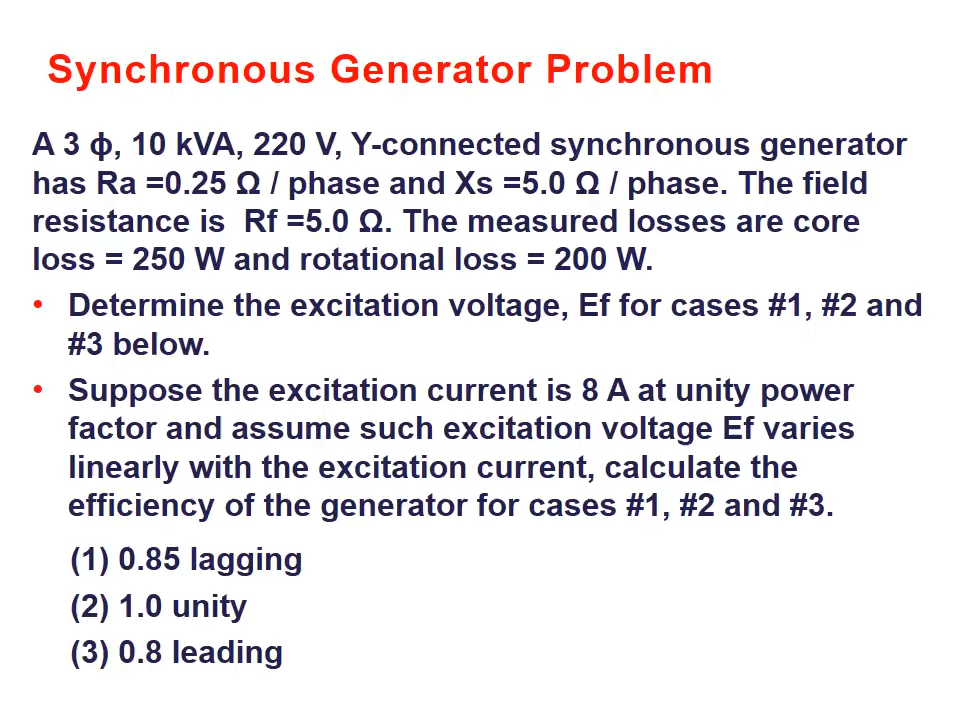 Synchronous Generator Problem
A 3 ϕ, 10 kVA, 220 V, Y-connected synchronous generator
has Ra =0.25 Ω / phase and Xs =5.0 Ω / phase. The field
resistance is  Rf =5.0 Ω. The measured losses are core
loss = 250 W and rotational loss = 200 W.
• Determine the excitation voltage, Ef for cases #1, #2 and
#3 below.
• Suppose the excitation current is 8 A at unity power
factor and assume such excitation voltage Ef varies
linearly with the excitation current, calculate the
efficiency of the generator for cases #1, #2 and #3.
(1) 0.85 lagging
(2) 1.0 unity
(3) 0.8 leading